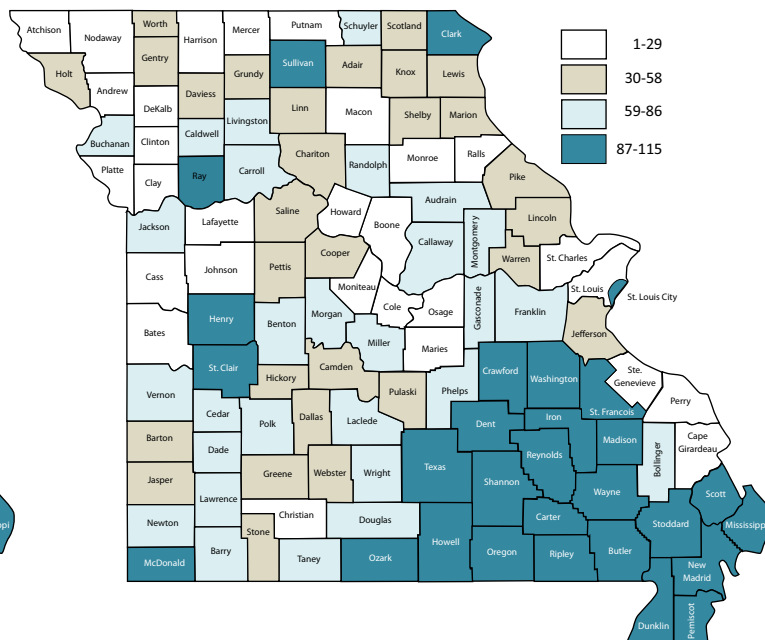 Atchison
Nodaway
Worth
Harrison
Mercer
Putnam
Schuyler
Scotland
Clark
Gentry
Sullivan
Adair
Knox
Lewis
Holt
Andrew
Daviess
Grundy
DeKalb
Livingston
Linn
Macon
Shelby
Marion
Buchanan
Clinton
Caldwell
Chariton
Randolph
Monroe
Ralls
Platte
Clay
Ray
Carroll
Pike
Jackson
Lafayette
Saline
Howard
Boone
Audrain
Callaway
Montgomery
Lincoln
Warren
St. Charles
Cass
Johnson
Pettis
Cooper
Moniteau
Cole
Osage
Gasconade
Franklin
St. Louis
St. Louis City
Jefferson
Bates
Henry
Benton
Morgan
Miller
Maries
St. Clair
Hickory
Camden
Pulaski
Phelps
Crawford
Washington
Ste.
Genevieve
Perry
Vernon
Cedar
Polk
Dallas
Laclede
Dent
Iron
St. Francois
Madison
Bollinger
Cape
Girardeau
Barton
Dade
Jasper
Greene
Webster
Wright
Texas
Reynolds
Shannon
Wayne
Scott
Lawrence
Newton
Christian
Stone
Douglas
Carter
Stoddard
Mississipp
ppi
McDonald
Barry
Taney
Ozark
Howell
Oregon
Ripley
Butler
New
Madrid
Dunklin
Pemiscot
1-29
30-58
59-86
87-115